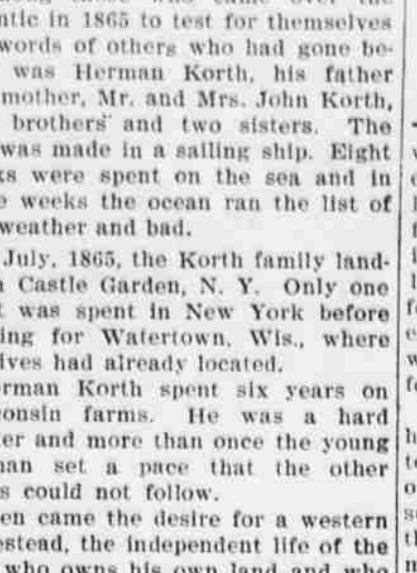 ntic in 1865 to test for themselves
words of others who had gone be-
was Herman Korth, his father
mother, Mr. and Mrs. John Korth,
brothers and two sisters. The
was made in a sailing ship. Eight
ks were spent on the sea and in
e weeks the ocean ran the list of
weather and bad.
July, 1865, the Korth family land-
Castle Garden, N. Y. Only one
t was spent in New York before
ing for Watertown, Wis., where
ives had already located.
rman Korth spent six years on
consin farms. He was a hard
er and more than once the young
man set a pace that the other
s could not follow.
en came the desire for a western
estead, the independent life of the
who owns his own land and who